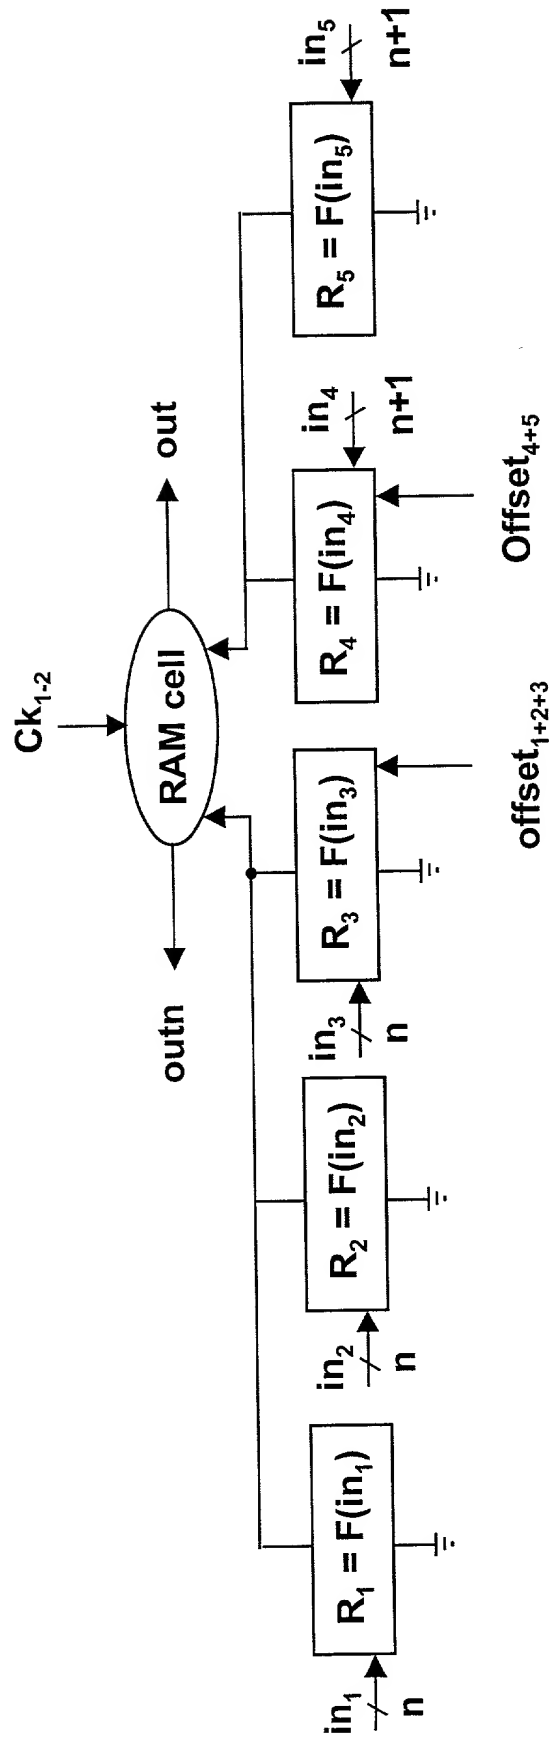 Ck1-2
outn
RAM cell
out
in1
n
R1 = F(in1)
in2
n
R2 = F(in2)
in3
n
R3 = F(in3)
offset1+2+3
R4 = F(in4)
in4
n+1
Offset4+5
R5 = F(in5)
in5
n+1